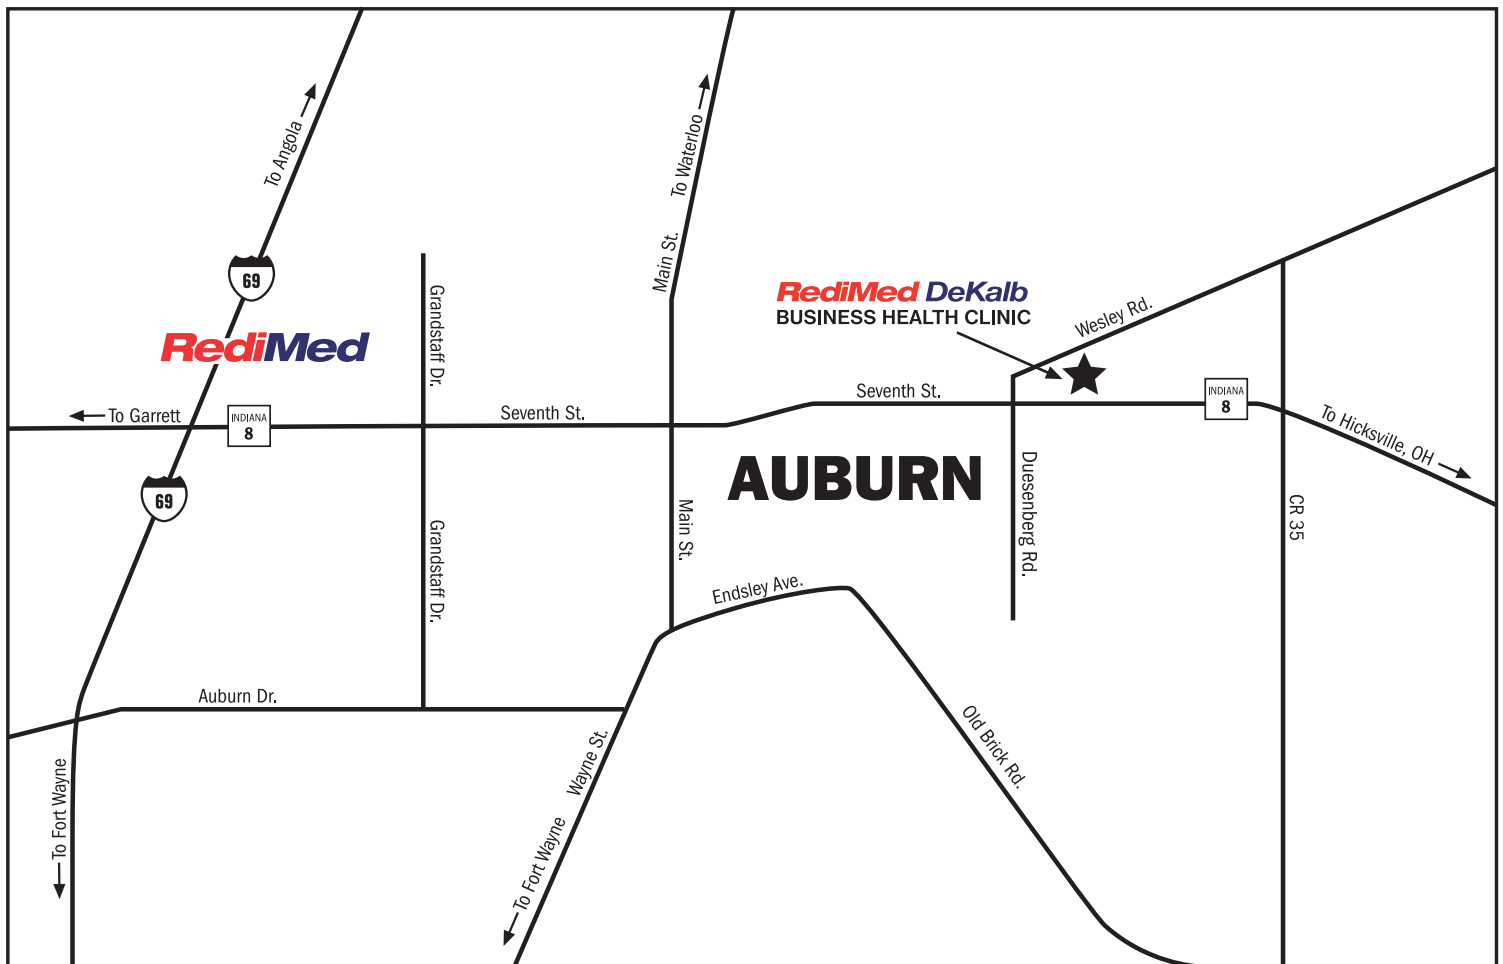 To Angola
To Waterloo
Main St.
69
Grandstaff Dr.
RediMed DeKalb
BUSINESS HEALTH CLINIC
Wesley Rd.
RediMed
To Garrett
INDIANA
8
Seventh St.
Seventh St.
INDIANA
8
To Hicksville, OH
AUBURN
Duesenberg Rd.
69
Grandstaff Dr.
Main St.
CR 35
Endsley Ave.
Auburn Dr.
Old Brick Rd.
Wayne St.
To Fort Wayne
To Fort Wayne